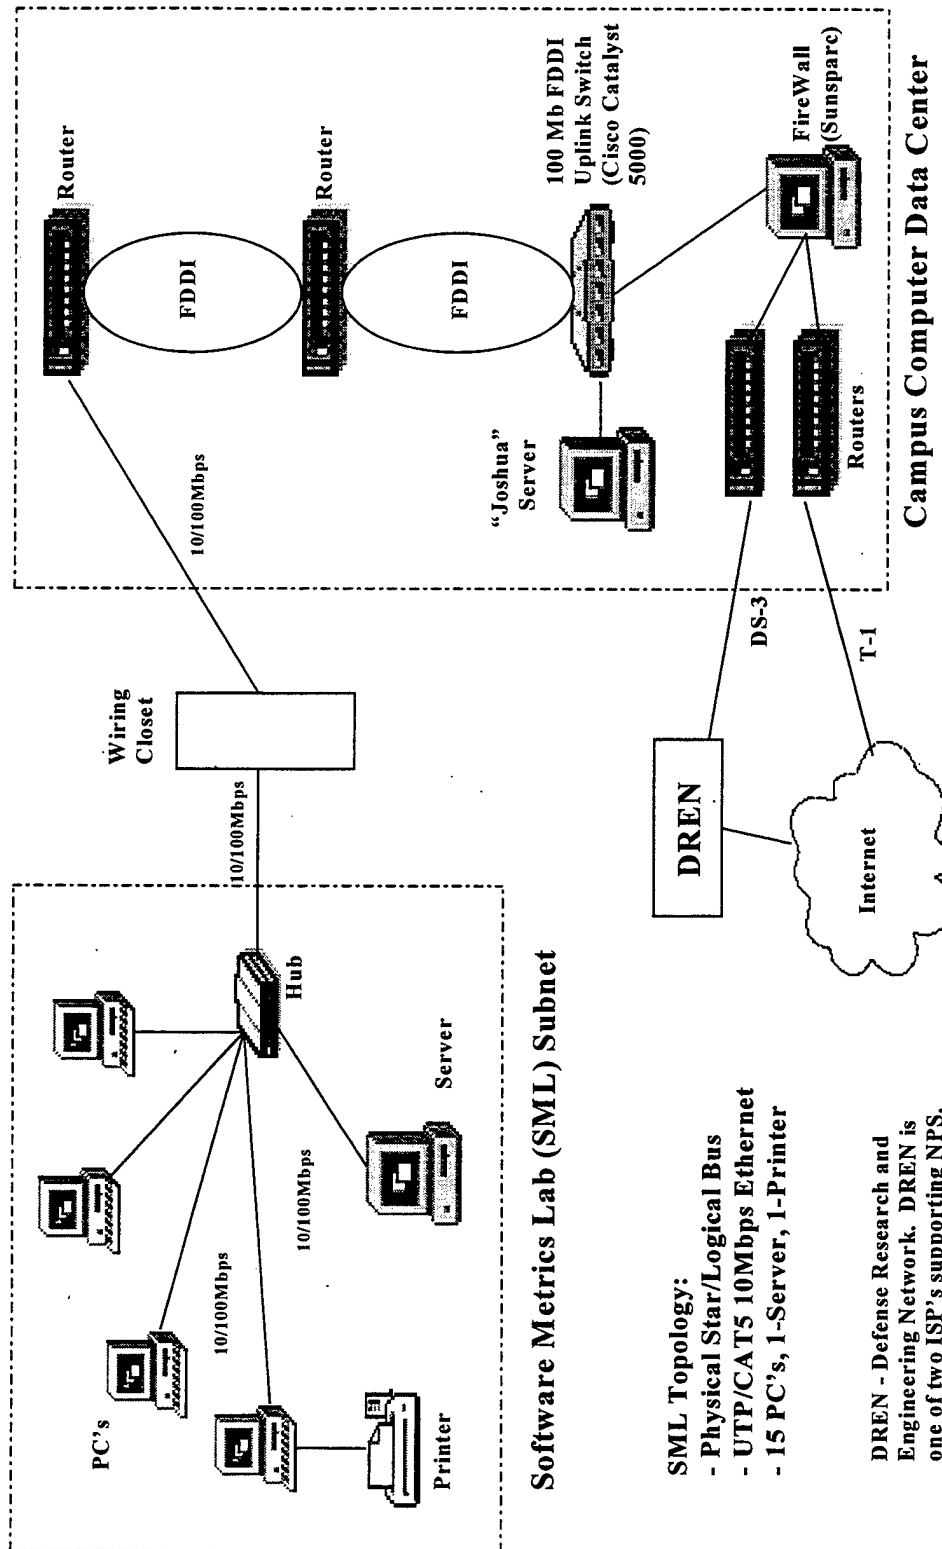 PC's
10/100Mbps
Printer
10/100Mbps
Server
Hub
Software Metrics Lab (SML) Subnet
10/100Mbps
Wiring
Closet
10/100Mbps
Router
FDDI
Router
FDDI
100 Mb FDDI
Uplink Switch
(Cisco Catalyst
5000)
“Joshua”
Server
FireWall
(Sunsparc)
Routers
Campus Computer Data Center
DS-3
T-1
DREN
Internet
SML Topology:
- Physical Star/Logical Bus
- UTP/CAT5 10Mbps Ethernet
- 15 PC's, 1-Server, 1-Printer
DREN - Defense Research and
Engineering Network. DREN is
one of two ISP's supporting NPS.